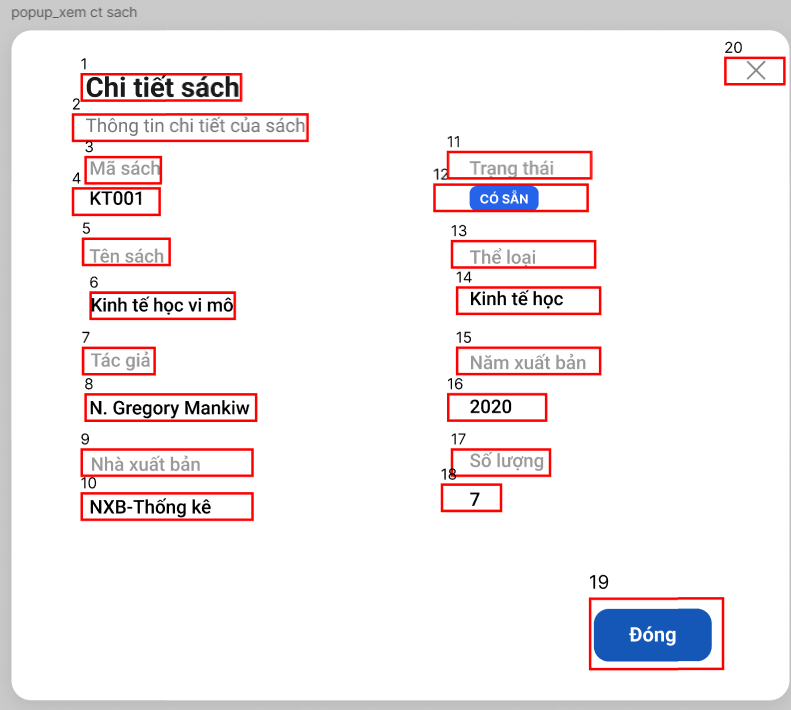 popup_xem ct sach
20
1
Chi tiết sách
2
Thông tin chi tiết của sách
3
Mã sách
4
KT001
11
Trạng thái
12
CÓ SẴN
5
Tên sách
13
Thể loại
6
Kinh tế học vi mô
14
Kinh tế học
7
Tác giả
15
Năm xuất bản
8
N. Gregory Mankiw
16
2020
9
Nhà xuất bản
17
Số lượng
10
NXB-Thống kê
18
7
19
Đóng